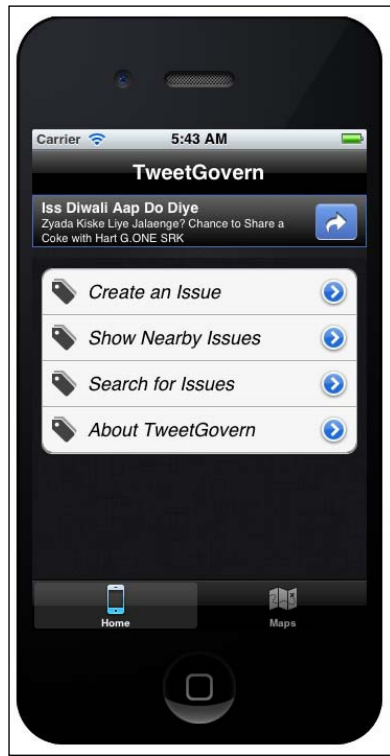 Carrier 5:43 AM
TweetGovern
Iss Diwali Aap Do Diye
Zyada Kiske Liye Jalaenge? Chance to Share a
Coke with Hart G.ONE SRK
Create an Issue
Show Nearby Issues
Search for Issues
About TweetGovern
Home Maps